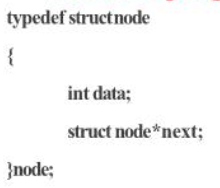 typedef structnode
{
int data;
struct node*next;
}node;